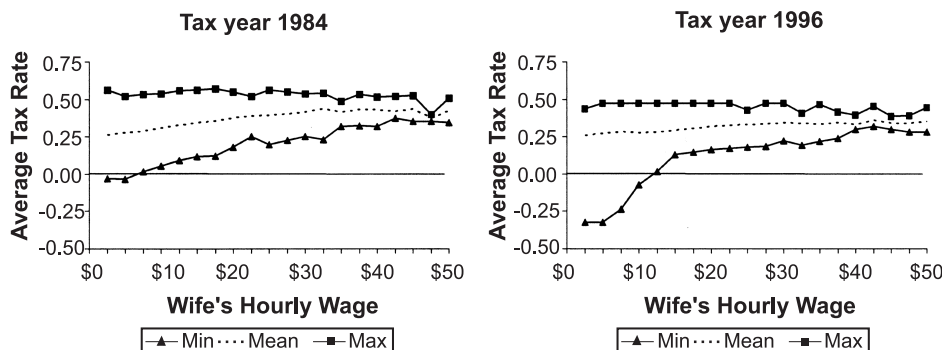 Tax year 1984
Average Tax Rate
0.75
0.50
0.25
0.00
-0.25
-0.50
$0 $10 $20 $30 $40 $50
Wife's Hourly Wage
Min Mean Max
Tax year 1996
Average Tax Rate
0.75
0.50
0.25
0.00
-0.25
-0.50
$0 $10 $20 $30 $40 $50
Wife's Hourly Wage
Min Mean Max